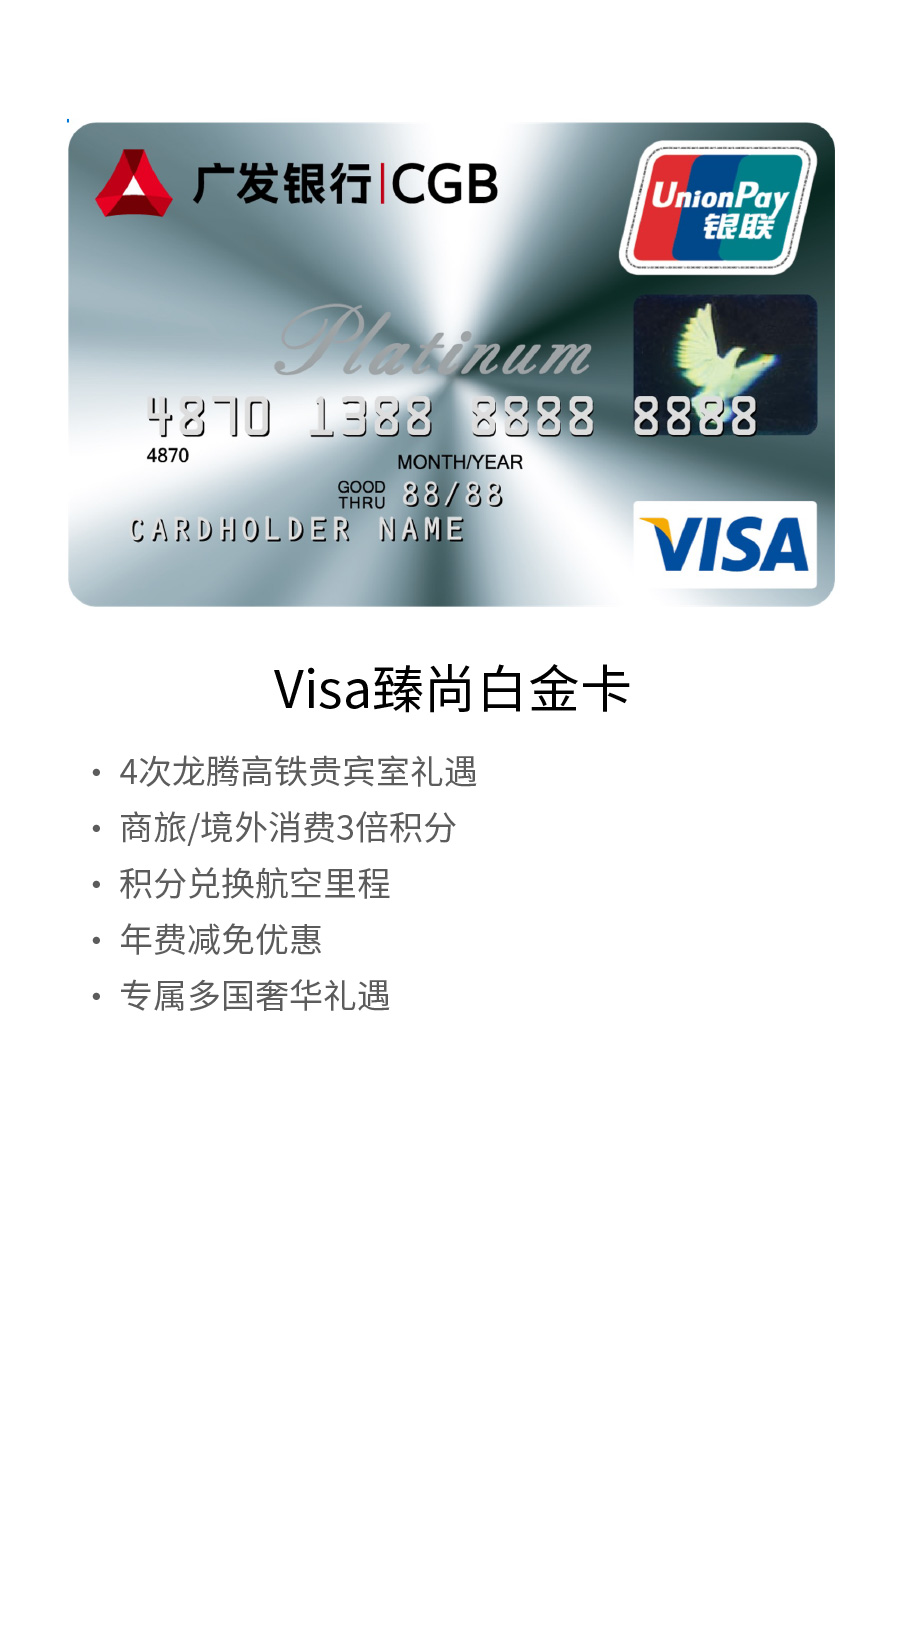 广发银行|CGB
UnionPay
银联
Platinum
4870 1388 8888 8888
4870
MONTH/YEAR
GOOD THRU 88/88
CARDHOLDER NAME
VISA
Visa臻尚白金卡
• 4次龙腾高铁贵宾室礼遇
• 商旅/境外消费3倍积分
• 积分兑换航空里程
• 年费减免优惠
• 专属多国奢华礼遇